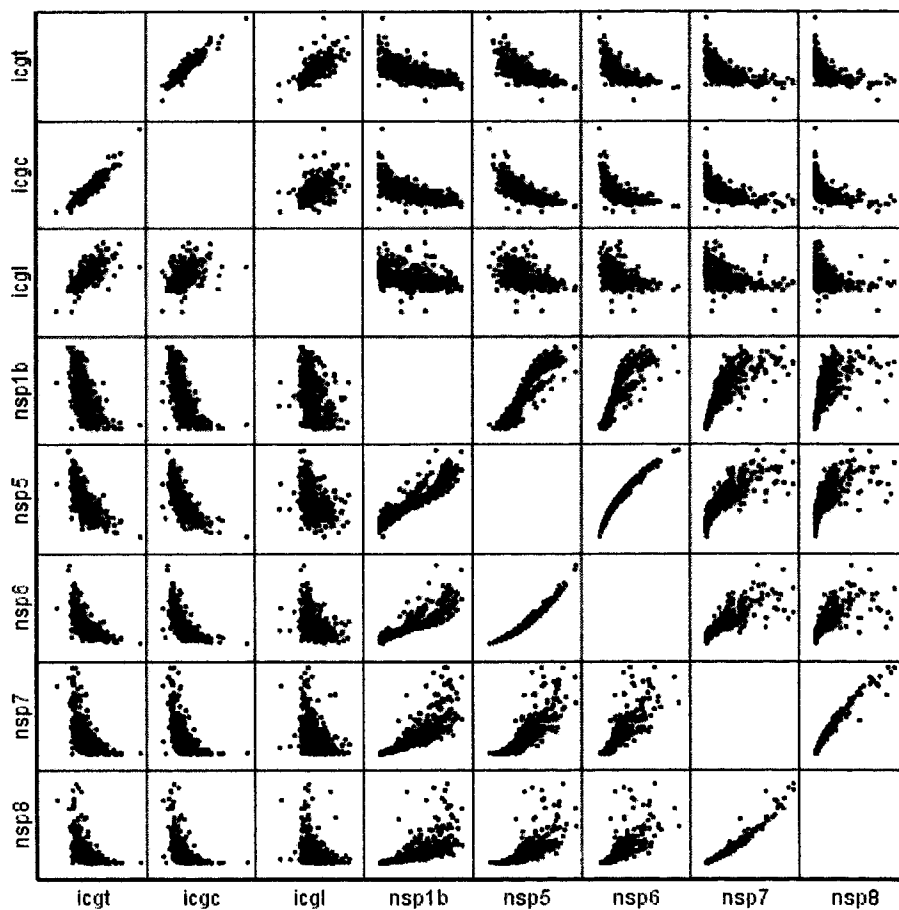 icgt
icgc
icgl
nsp1b
nsp5
nsp6
nsp7
nsp8
icgt icgc icgl nsp1b nsp5 nsp6 nsp7 nsp8